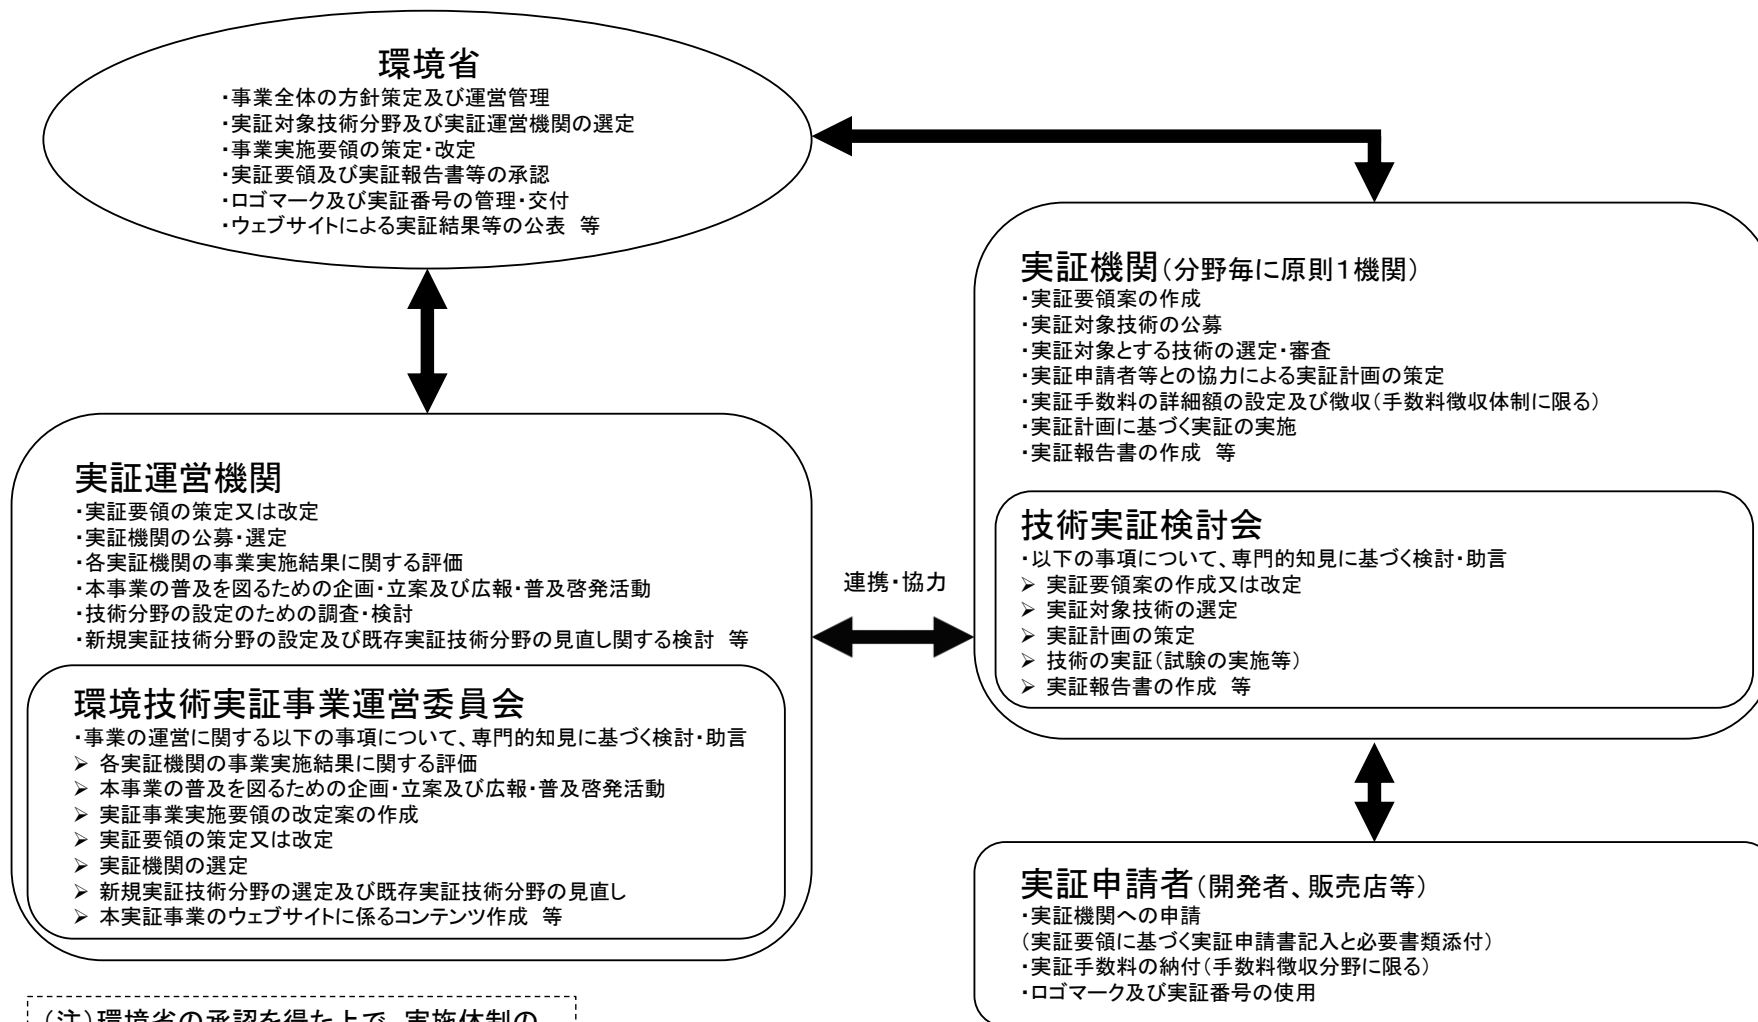 環境省
・事業全体の方針策定及び運営管理
・実証対象技術分野及び実証運営機関の選定
・事業実施要領の策定・改定
・実証要領及び実証報告書等の承認
・ロゴマーク及び実証番号の管理・交付
・ウェブサイトによる実証結果等の公表　等
実証機関（分野毎に原則１機関）
・実証要領案の作成
・実証対象技術の公募
・実証対象とする技術の選定・審査
・実証申請者等との協力による実証計画の策定
・実証手数料の詳細額の設定及び徴収（手数料徴収体制に限る）
・実証計画に基づく実証の実施
・実証報告書の作成　等
技術実証検討会
・以下の事項について、専門的知見に基づく検討・助言
➢ 実証要領案の作成又は改定
➢ 実証対象技術の選定
➢ 実証計画の策定
➢ 技術の実証（試験の実施等）
➢ 実証報告書の作成　等
連携・協力
実証運営機関
・実証要領の策定又は改定
・実証機関の公募・選定
・各実証機関の事業実施結果に関する評価
・本事業の普及を図るための企画・立案及び広報・普及啓発活動
・技術分野の設定のための調査・検討
・新規実証技術分野の設定及び既存実証技術分野の見直し関する検討　等
環境技術実証事業運営委員会
・事業の運営に関する以下の事項について、専門的知見に基づく検討・助言
➢ 各実証機関の事業実施結果に関する評価
➢ 本事業の普及を図るための企画・立案及び広報・普及啓発活動
➢ 実証事業実施要領の改定案の作成
➢ 実証要領の策定又は改定
➢ 実証機関の選定
➢ 新規実証技術分野の選定及び既存実証技術分野の見直し
➢ 本実証事業のウェブサイトに係るコンテンツ作成　等
実証申請者（開発者、販売店等）
・実証機関への申請
（実証要領に基づく実証申請書記入と必要書類添付）
・実証手数料の納付（手数料徴収分野に限る）
・ロゴマーク及び実証番号の使用
（注）環境省の承認を得た上で、実施体制の